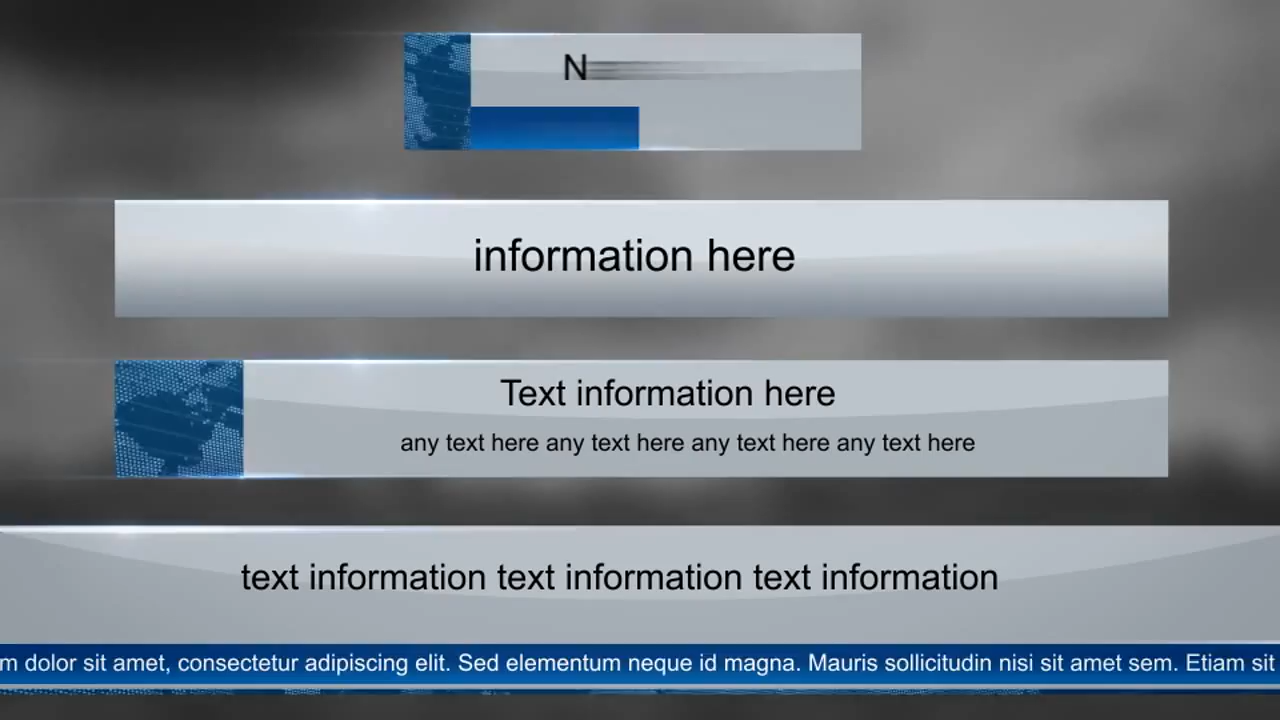 N
information here
Text information here
any text here any text here any text here any text here
text information text information text information
m dolor sit amet, consectetur adipiscing elit. Sed elementum neque id magna. Mauris sollicitudin nisi sit amet sem. Etiam sit